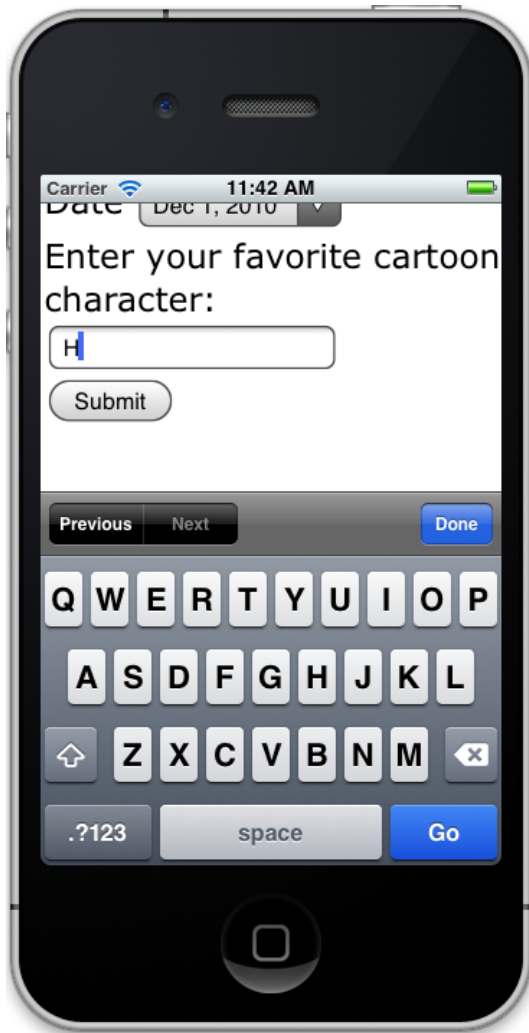 Carrier 11:42 AM
Date Dec 1, 2010
Enter your favorite cartoon
character:
H
Submit
Previous Next Done
Q W E R T Y U I O P
A S D F G H J K L
Z X C V B N M
.?123 space Go